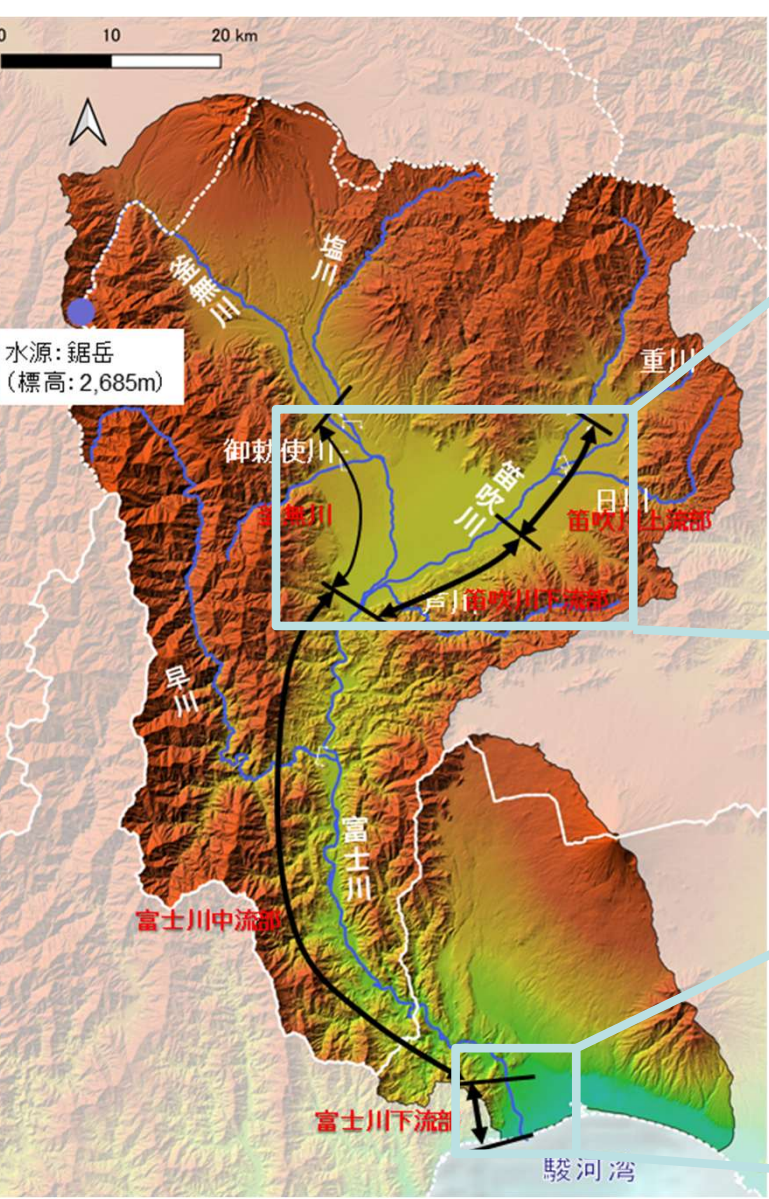 0 10 20 km
塩川
釜無川
水源：鋸岳
（標高：2,685m）
重川
御勅使川
笛吹川
日川
釜無川
笛吹川上流部
芦川
笛吹川下流部
早川
富士川
富士川中流部
富士川下流部
駿河湾